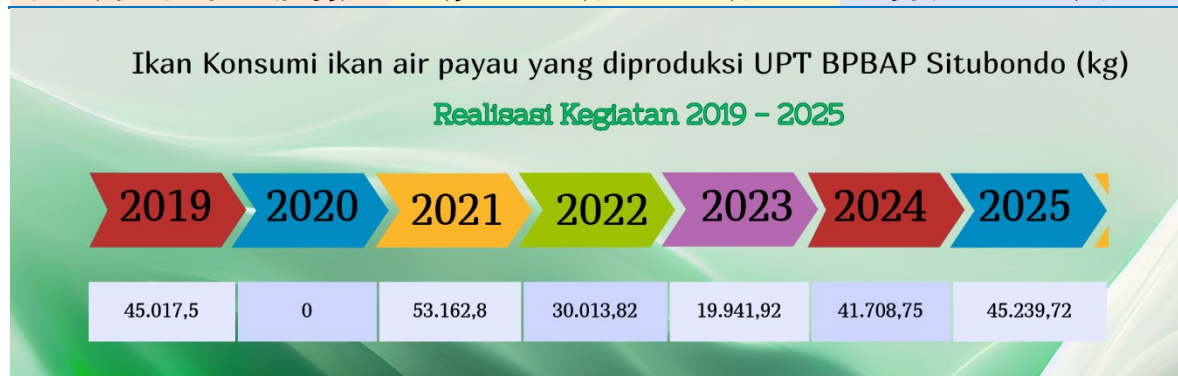 Ikan Konsumi ikan air payau yang diproduksi UPT BPBAP Situbondo (kg)
Realisasi Kegiatan 2019 – 2025
2019 2020 2021 2022 2023 2024 2025
45.017,5 0 53.162,8 30.013,82 19.941,92 41.708,75 45.239,72